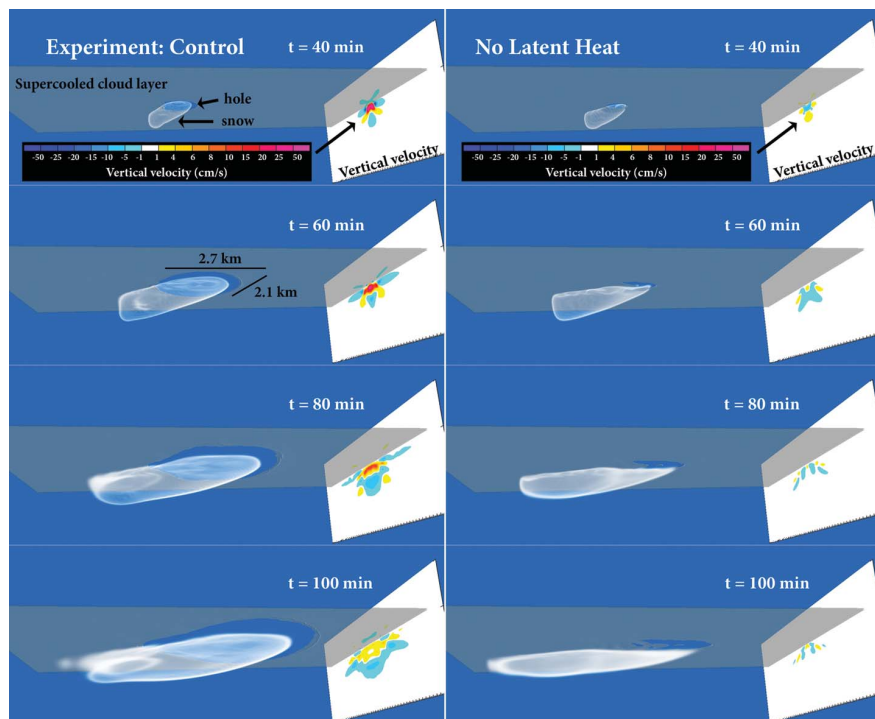 Experiment: Control
t = 40 min
Supercooled cloud layer
hole
snow
-50 -25 -20 -15 -10 -5 -1 1 4 6 8 10 15 20 25 50
Vertical velocity (cm/s)
Vertical velocity
No Latent Heat
t = 40 min
-50 -25 -20 -15 -10 -5 -1 1 4 6 8 10 15 20 25 50
Vertical velocity (cm/s)
Vertical velocity
t = 60 min
2.7 km
2.1 km
t = 60 min
t = 80 min
t = 80 min
t = 100 min
t = 100 min